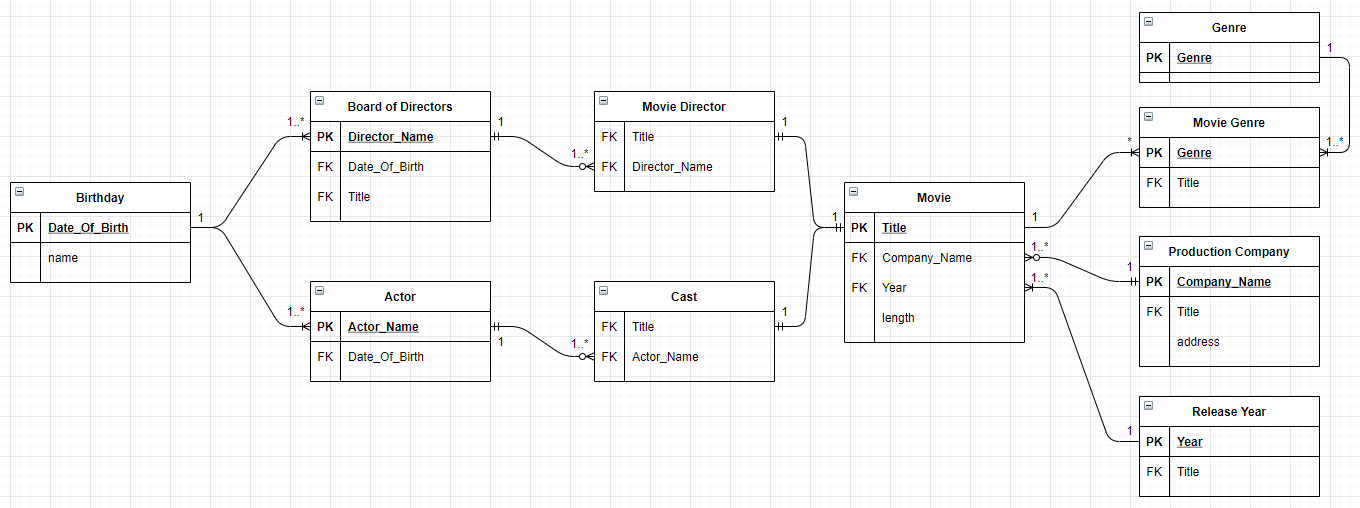 Birthday
PK Date_Of_Birth
name
1
1..*
1..*
Board of Directors
PK Director_Name
FK Date_Of_Birth
FK Title
1
1..*
Actor
PK Actor_Name
FK Date_Of_Birth
1
1..*
Movie Director
FK Title
FK Director_Name
1
Cast
FK Title
FK Actor_Name
1
1
Movie
PK Title
FK Company_Name
FK Year
length
1
1..*
1..*
Genre
PK Genre
1
Movie Genre
PK Genre
FK Title
*
1..*
Production Company
PK Company_Name
FK Title
address
1
Release Year
PK Year
FK Title
1